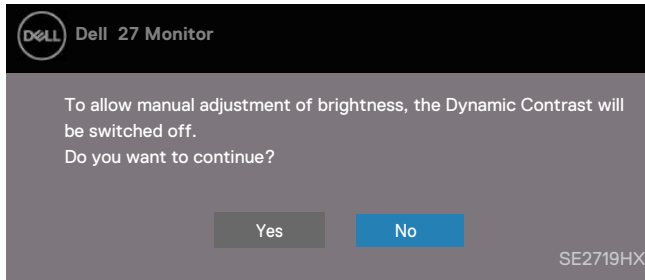 DELL
Dell 27 Monitor
To allow manual adjustment of brightness, the Dynamic Contrast will
be switched off.
Do you want to continue?
Yes No
SE2719HX